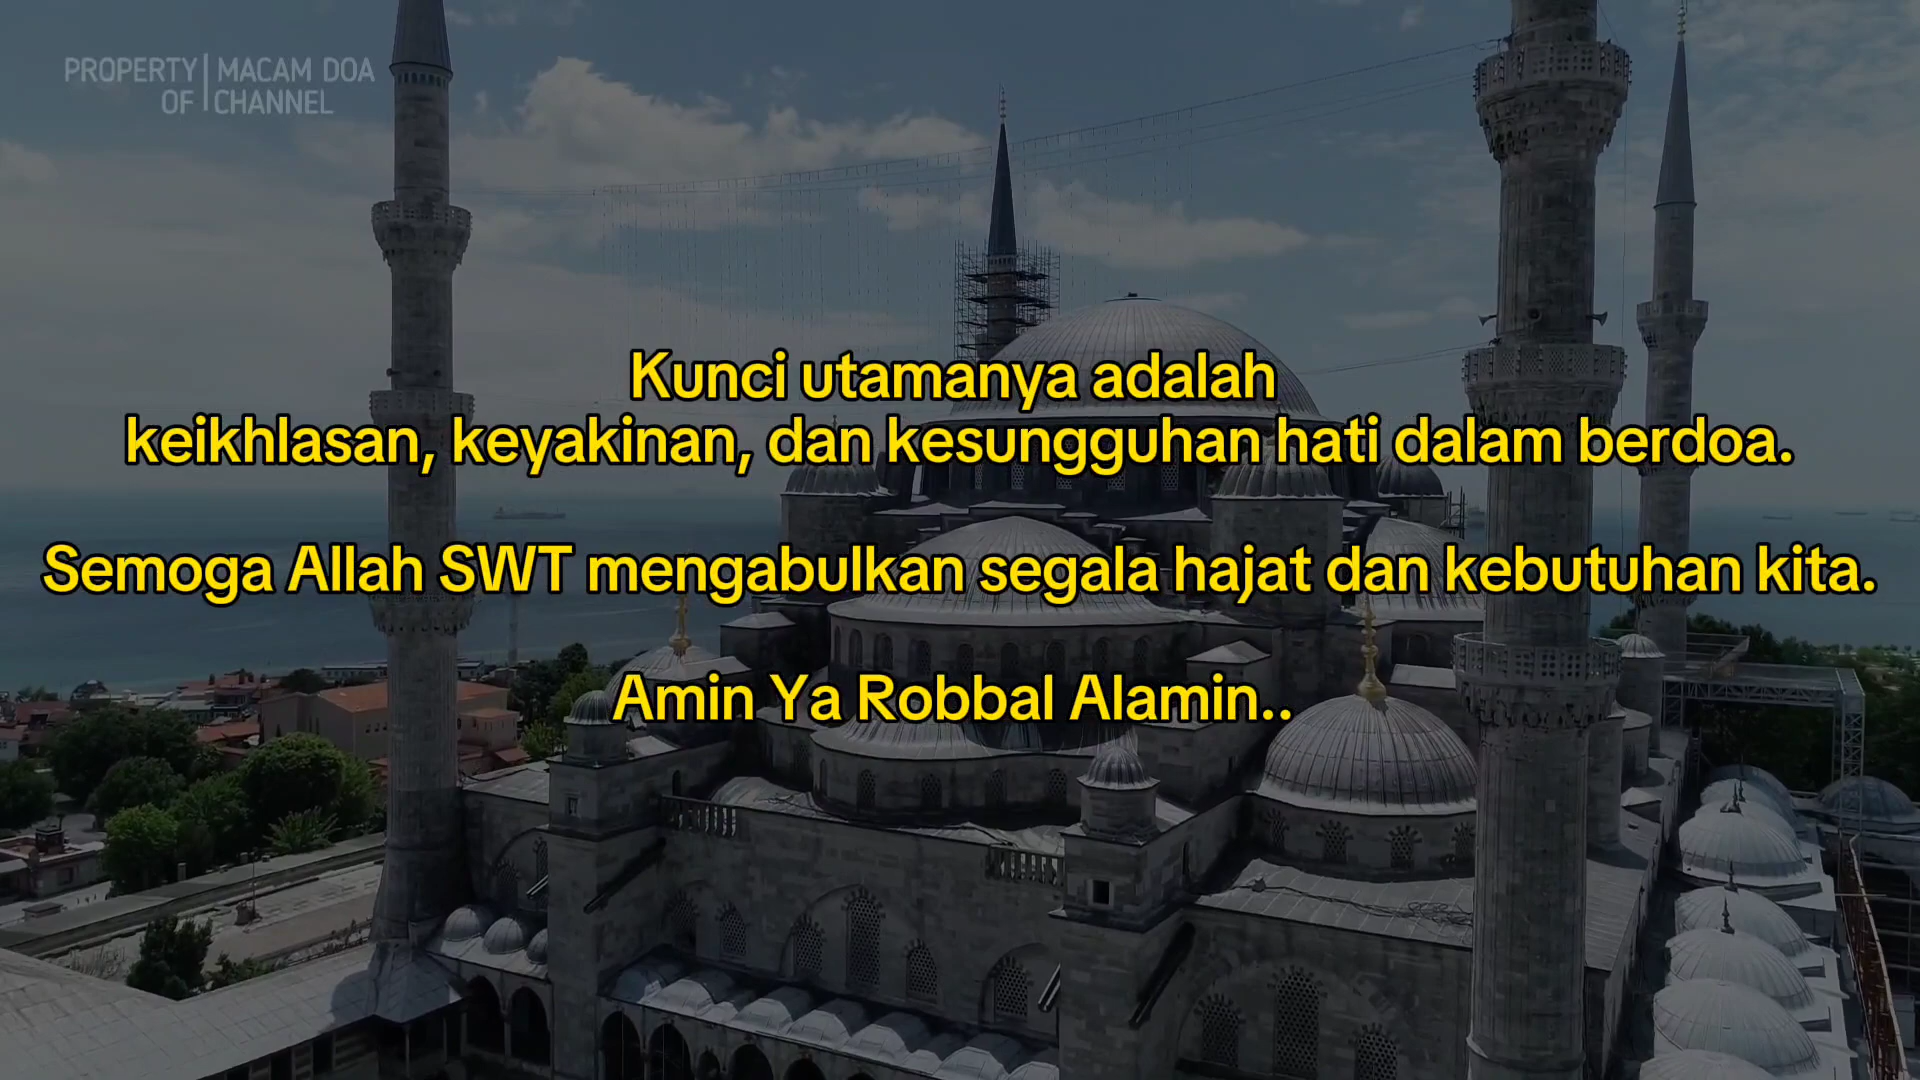 PROPERTY OF
MACAM DOA CHANNEL
Kunci utamanya adalah
keikhlasan, keyakinan, dan kesungguhan hati dalam berdoa.
Semoga Allah SWT mengabulkan segala hajat dan kebutuhan kita.
Amin Ya Robbal Alamin..